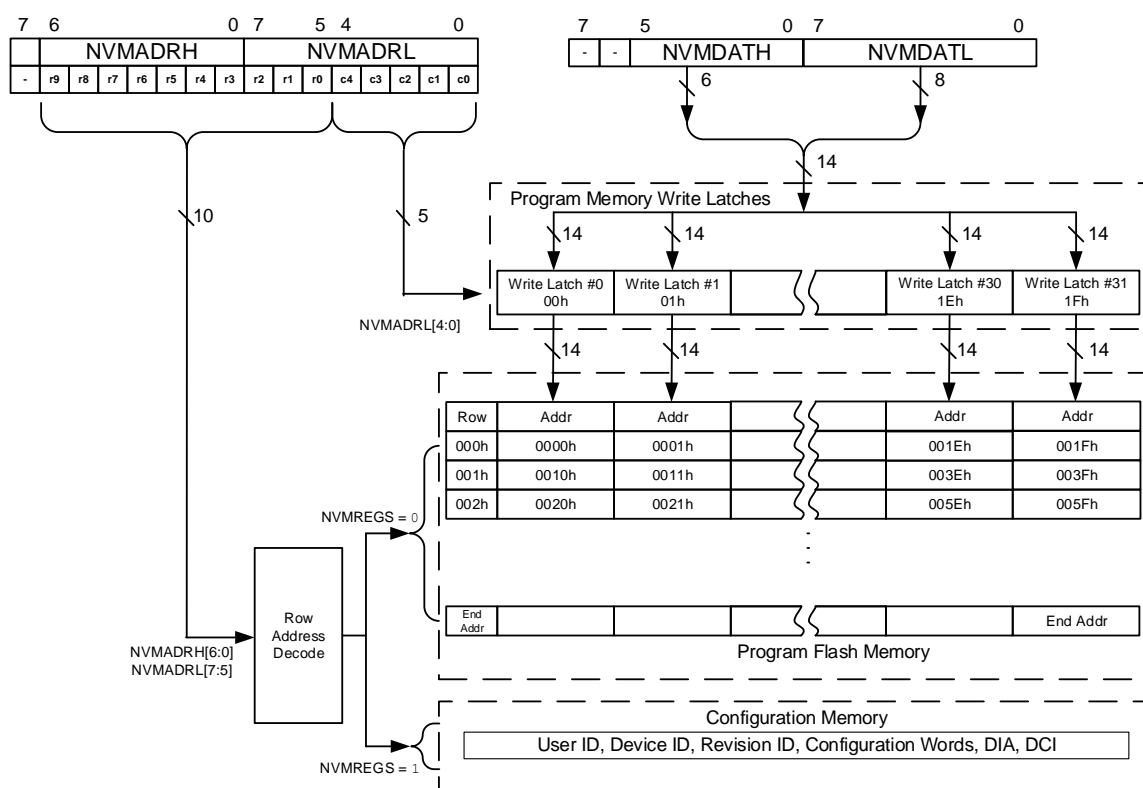 7 6 0 7 5 4 0
NVMADRH NVMADRL
- r9 r8 r7 r6 r5 r4 r3 r2 r1 r0 c4 c3 c2 c1 c0
7 5 0 7 0
- - NVMDATH NVMDATL
6 8
14
10 5
Program Memory Write Latches
14 14 14 14
Write Latch #0 Write Latch #1 Write Latch #30 Write Latch #31
00h 01h 1Eh 1Fh
NVMADRL[4:0]
14 14 14 14
Row Addr Addr Addr Addr
000h 0000h 0001h 001Eh 001Fh
001h 0010h 0011h 003Eh 003Fh
002h 0020h 0021h 005Eh 005Fh
NVMREGS = 0
End
Addr
End Addr
Row
Address
Decode
NVMADRH[6:0]
NVMADRL[7:5]
Program Flash Memory
Configuration Memory
User ID, Device ID, Revision ID, Configuration Words, DIA, DCI
NVMREGS = 1